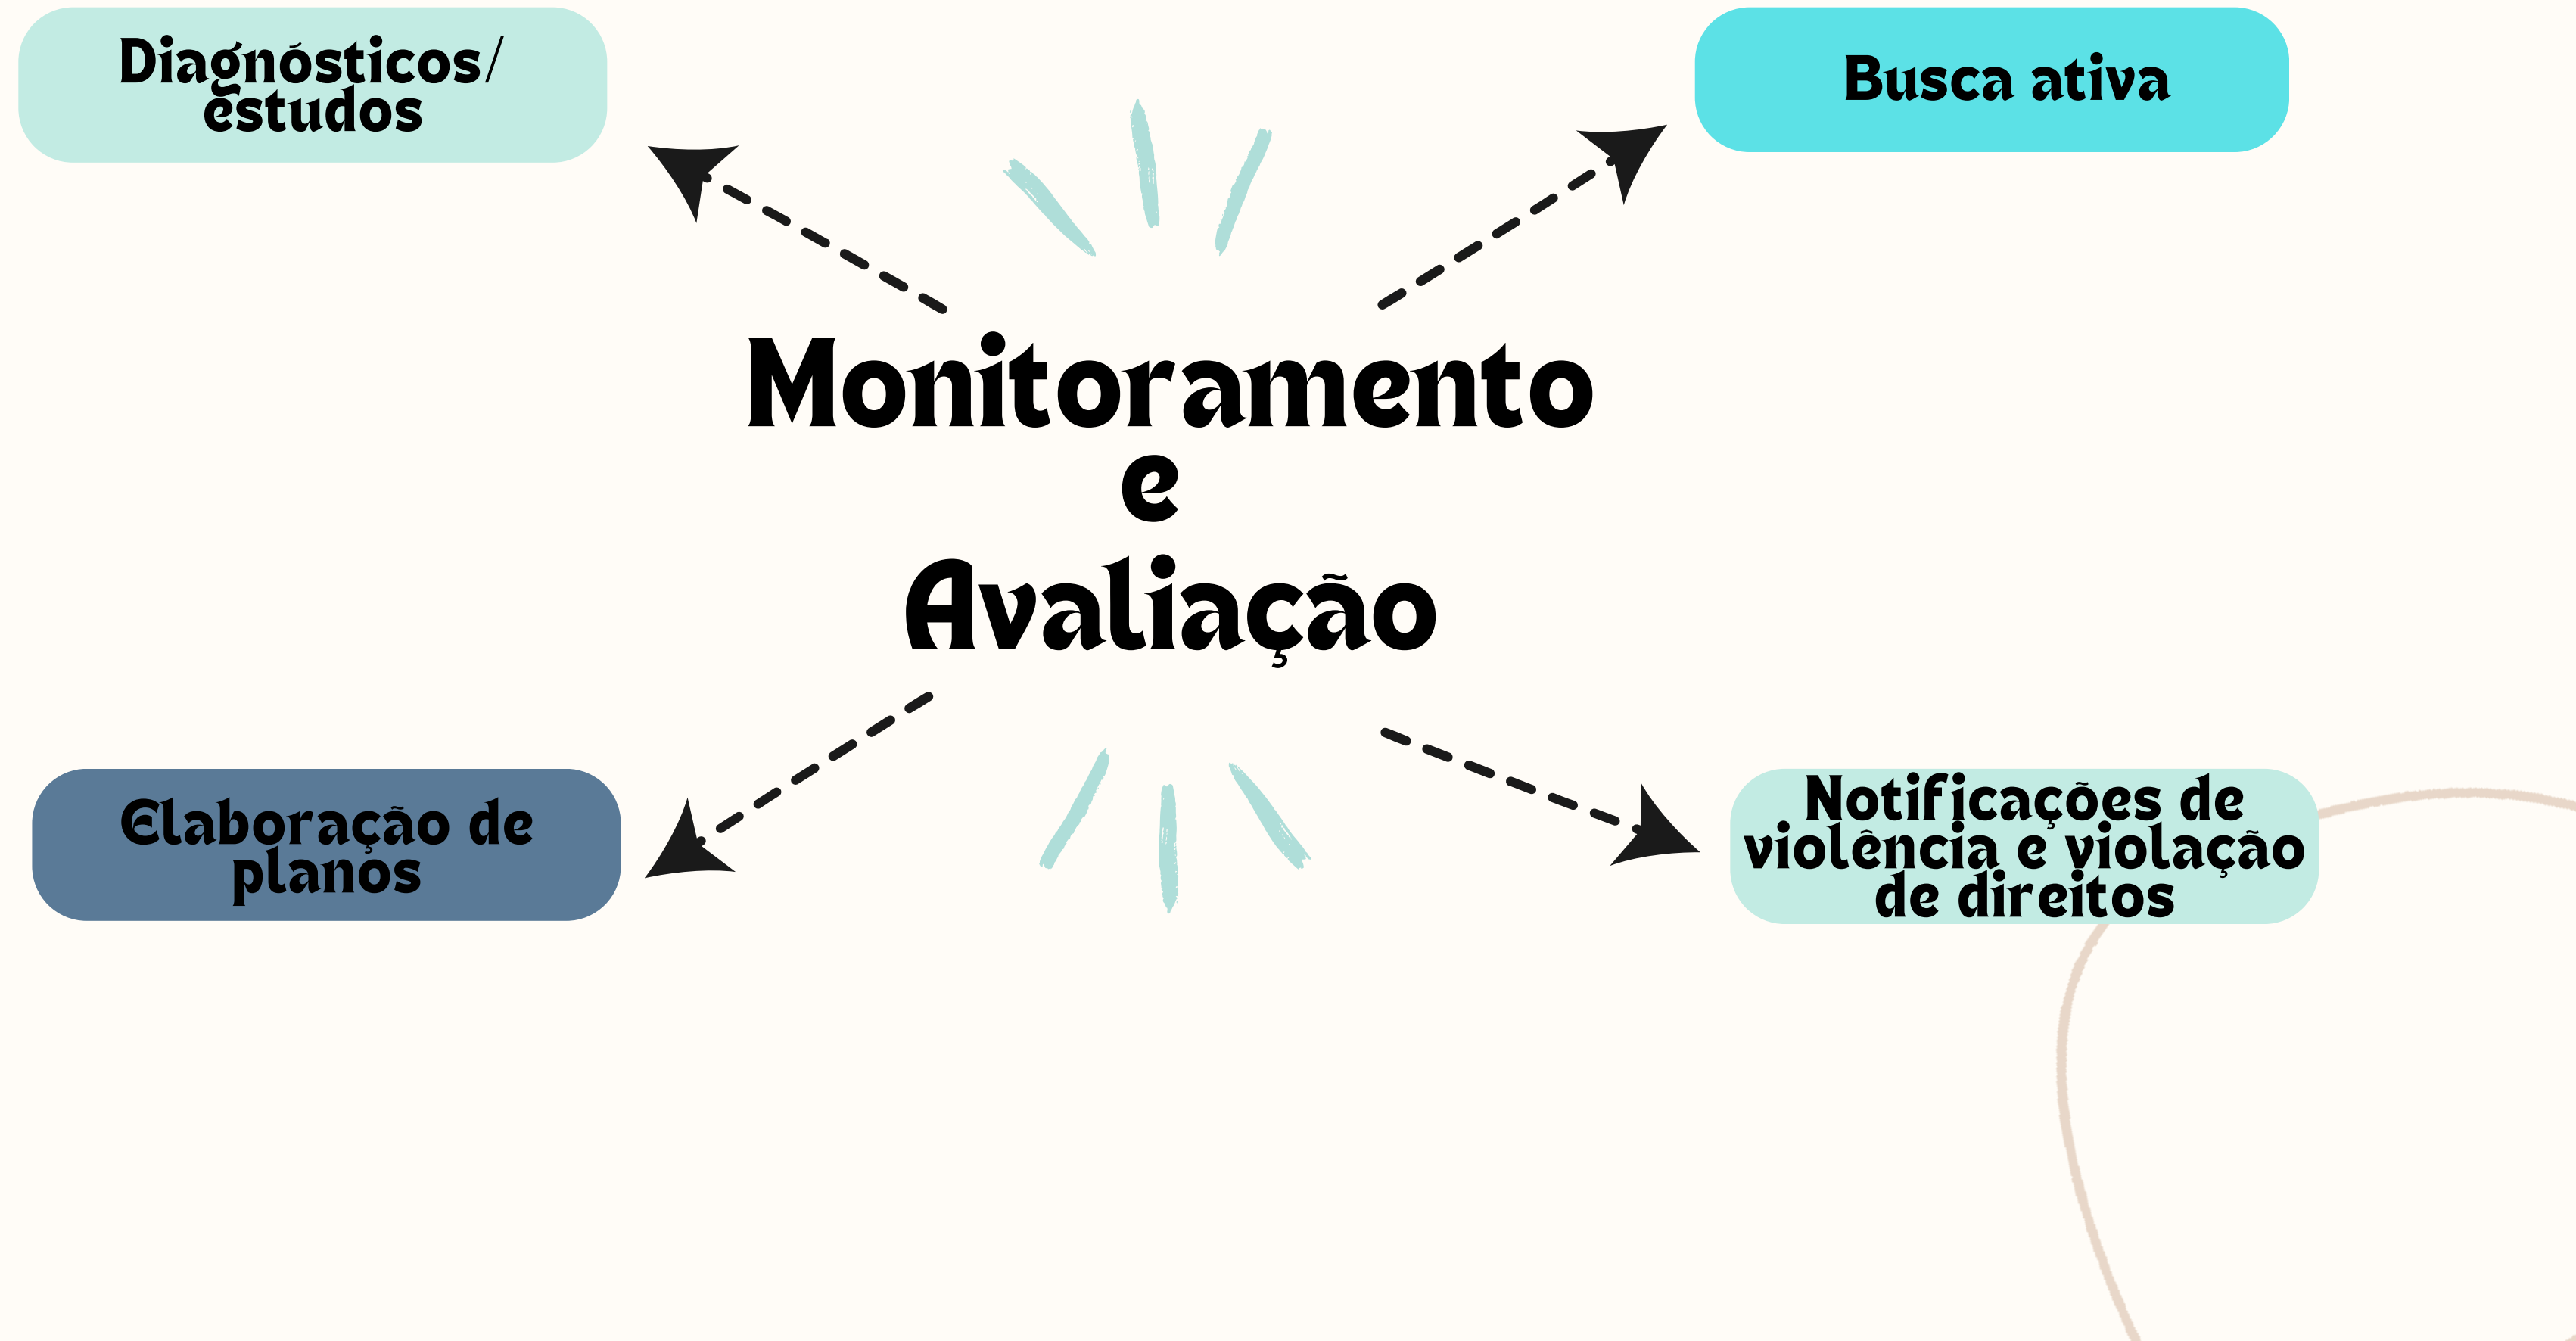 Diagnósticos/
estudos
Busca ativa
Monitoramento
e
Avaliação
Elaboração de
planos
Notificações de
violência e violação
de direitos